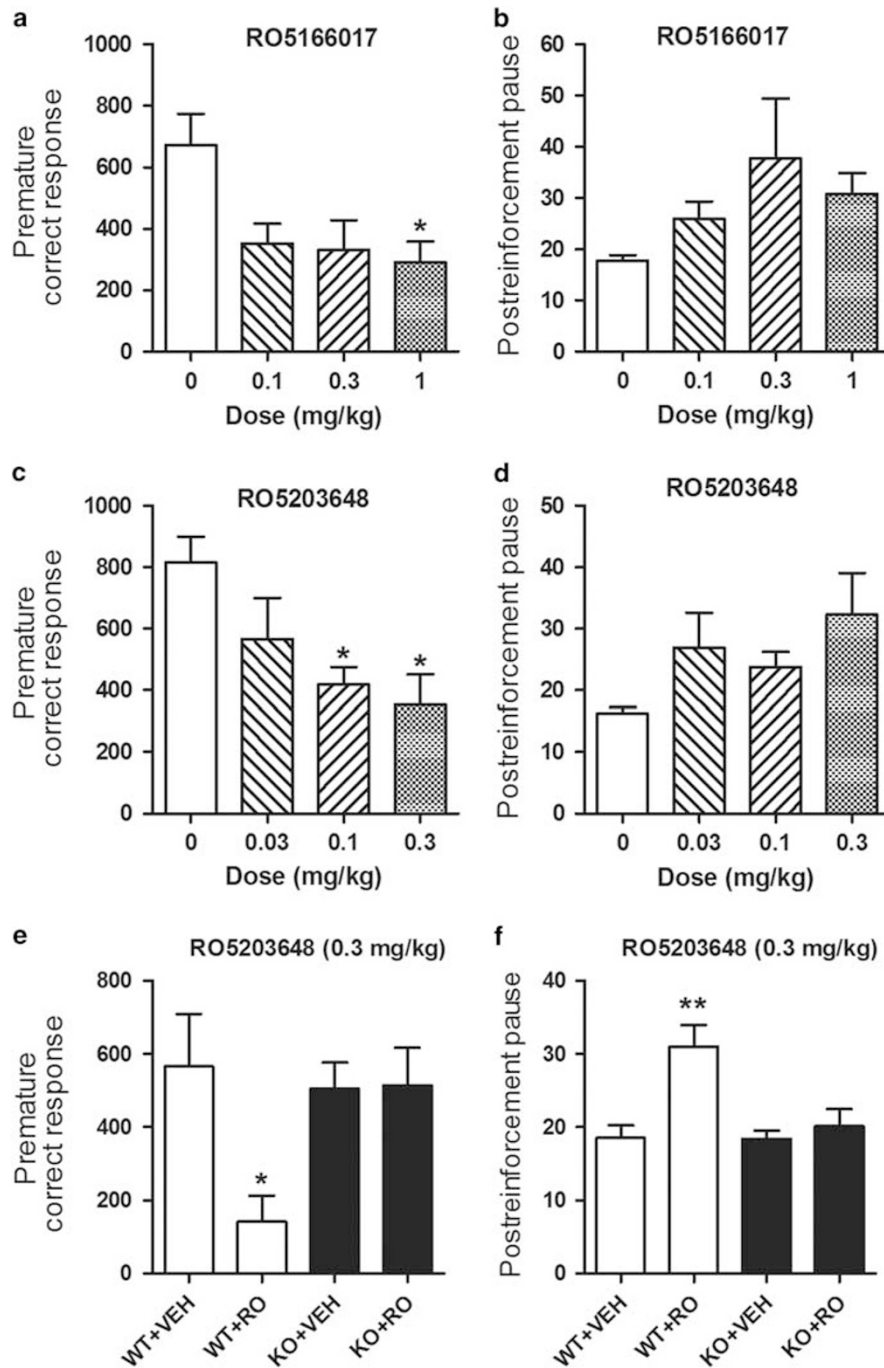 a
RO5166017
Premature
correct response
1000
800
600
400
200
0
*
0 0.1 0.3 1
Dose (mg/kg)
b
RO5166017
Postreinforcement pause
60
50
40
30
20
10
0
0 0.1 0.3 1
Dose (mg/kg)
c
RO5203648
Premature
correct response
1000
800
600
400
200
0
* *
0 0.03 0.1 0.3
Dose (mg/kg)
d
RO5203648
Postreinforcement pause
50
40
30
20
10
0
0 0.03 0.1 0.3
Dose (mg/kg)
e
RO5203648 (0.3 mg/kg)
Premature
correct response
800
600
400
200
0
*
WT+VEH WT+RO KO+VEH KO+RO
f
RO5203648 (0.3 mg/kg)
Postreinforcement pause
40
30
20
10
0
**
WT+VEH WT+RO KO+VEH KO+RO